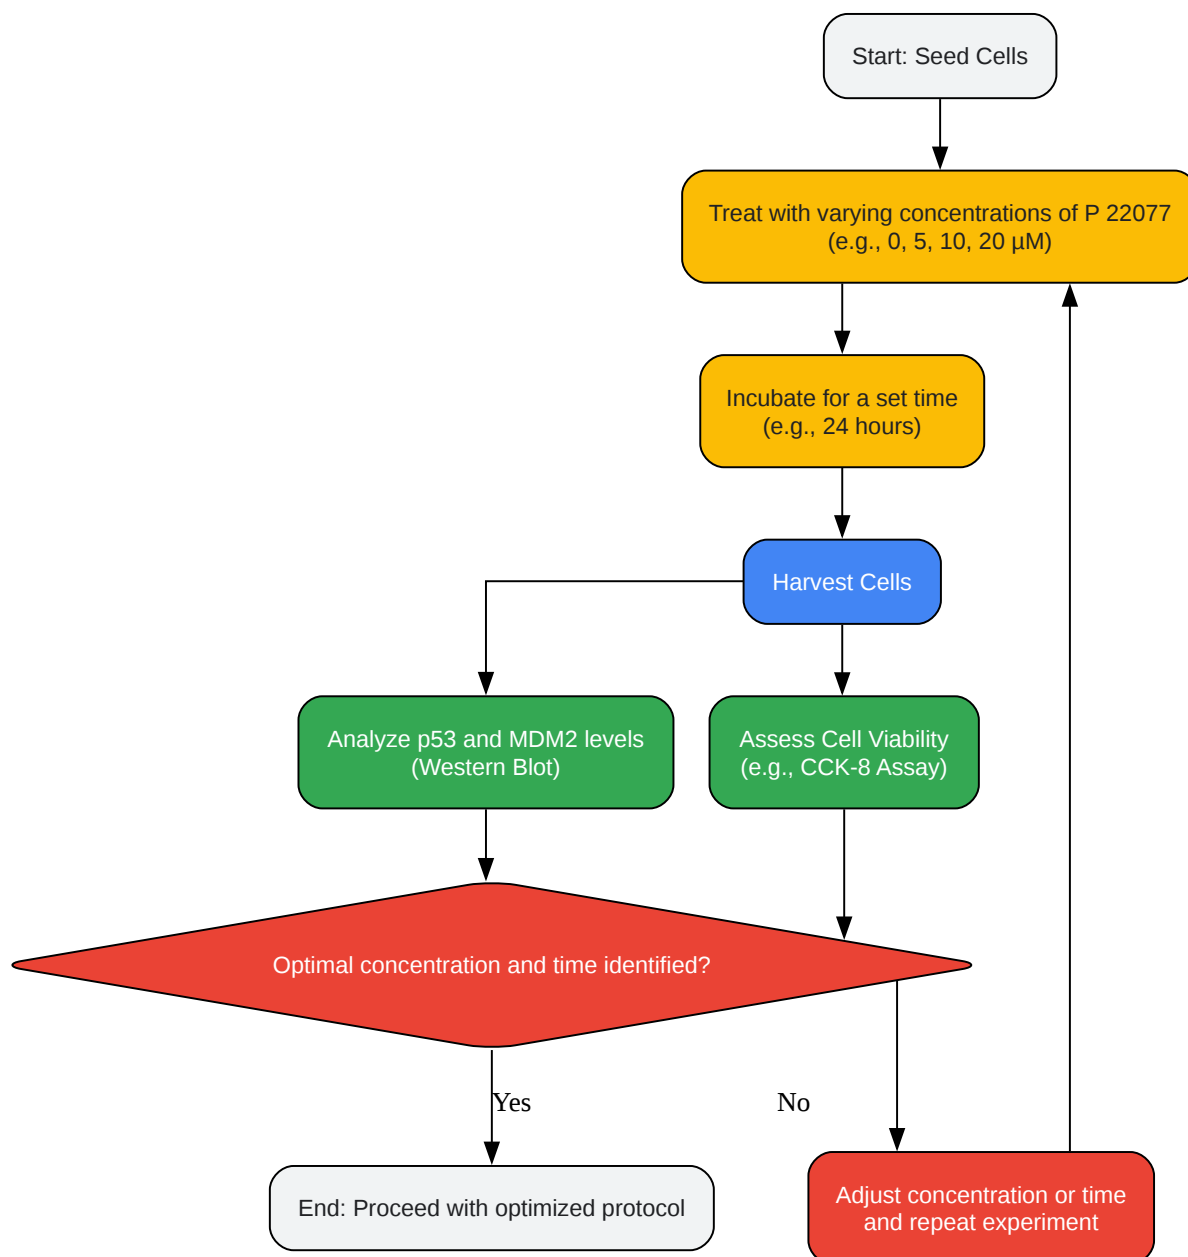 Start: Seed Cells
Treat with varying concentrations of P 22077
(e.g., 0, 5, 10, 20 µM)
Incubate for a set time
(e.g., 24 hours)
Harvest Cells
Analyze p53 and MDM2 levels
(Western Blot)
Assess Cell Viability
(e.g., CCK-8 Assay)
Optimal concentration and time identified?
Yes
No
End: Proceed with optimized protocol
Adjust concentration or time
and repeat experiment